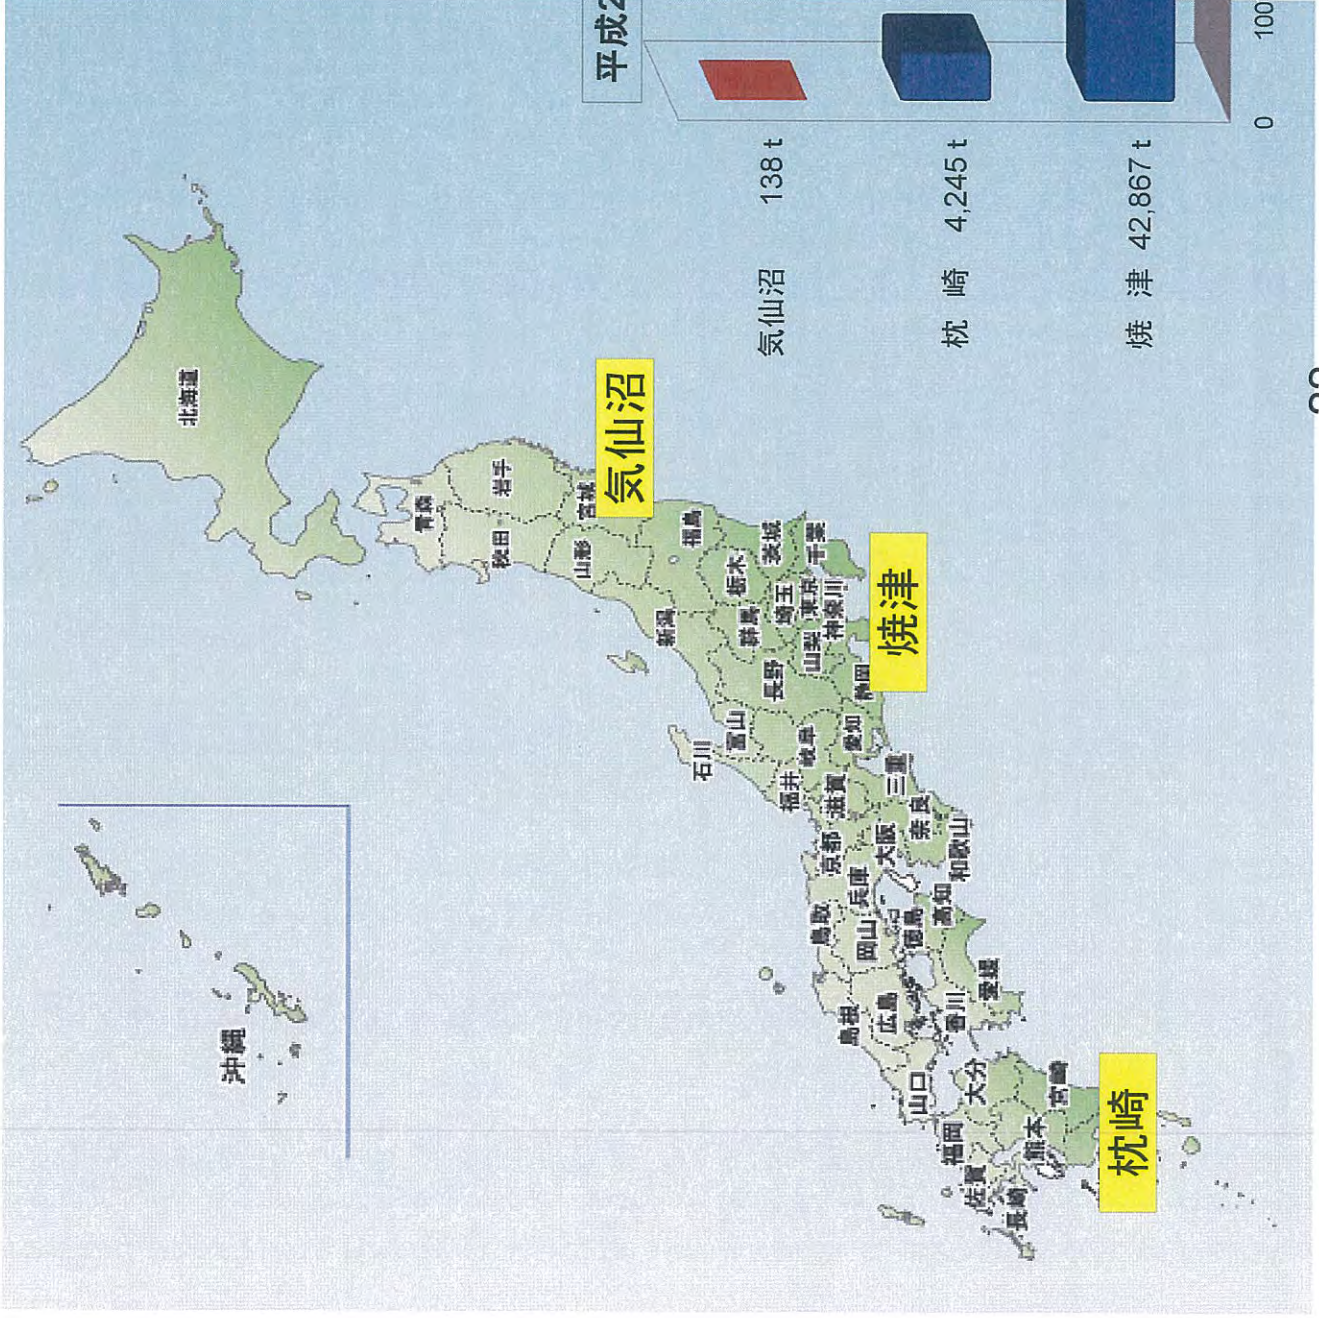 沖縄
北海道
青森
岩手
秋田
宮城
山形
気仙沼
福島
新潟
栃木
茨城
群馬
埼玉
千葉
東京
神奈川
山梨
長野
静岡
焼津
石川
富山
岐阜
愛知
福井
滋賀
三重
京都
大阪
奈良
和歌山
兵庫
鳥取
岡山
徳島
高知
島根
広島
香川
愛媛
山口
福岡
大分
佐賀
長崎
熊本
宮崎
枕崎
平成2
気仙沼 138 t
枕 崎 4,245 t
焼 津 42,867 t
0
100